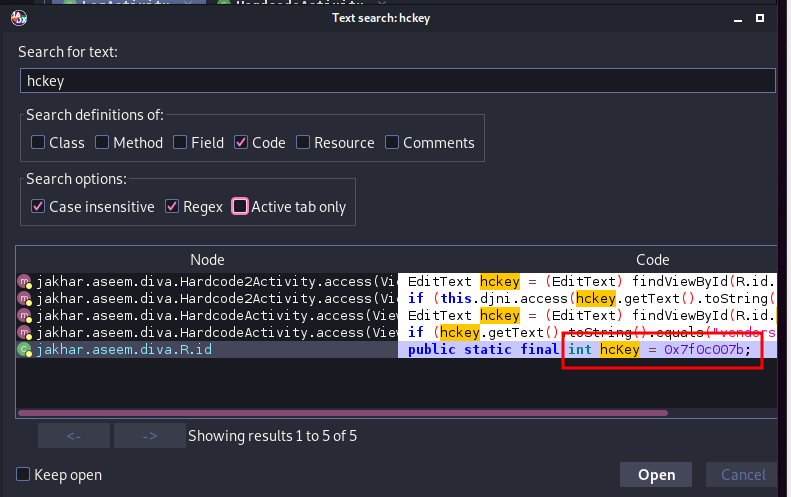 Text search: hckey
Search for text:
hckey
Search definitions of:
Class Method Field Code Resource Comments
Search options:
Case insensitive Regex Active tab only
Node Code
jakhar.aseem.diva.Hardcode2Activity.access(Vi EditText hckey = (EditText) findViewById(R.id.
jakhar.aseem.diva.Hardcode2Activity.access(Vi if (this.djni.access(hckey.getText().toString(
jakhar.aseem.diva.HardcodeActivity.access(View EditText hckey = (EditText) findViewById(R.id.
jakhar.aseem.diva.HardcodeActivity.access(View if (hckey.getText().toString().equals("vendors
jakhar.aseem.diva.R.id public static final int hcKey = 0x7f0c007b;
<- -> Showing results 1 to 5 of 5
Keep open Open Cancel